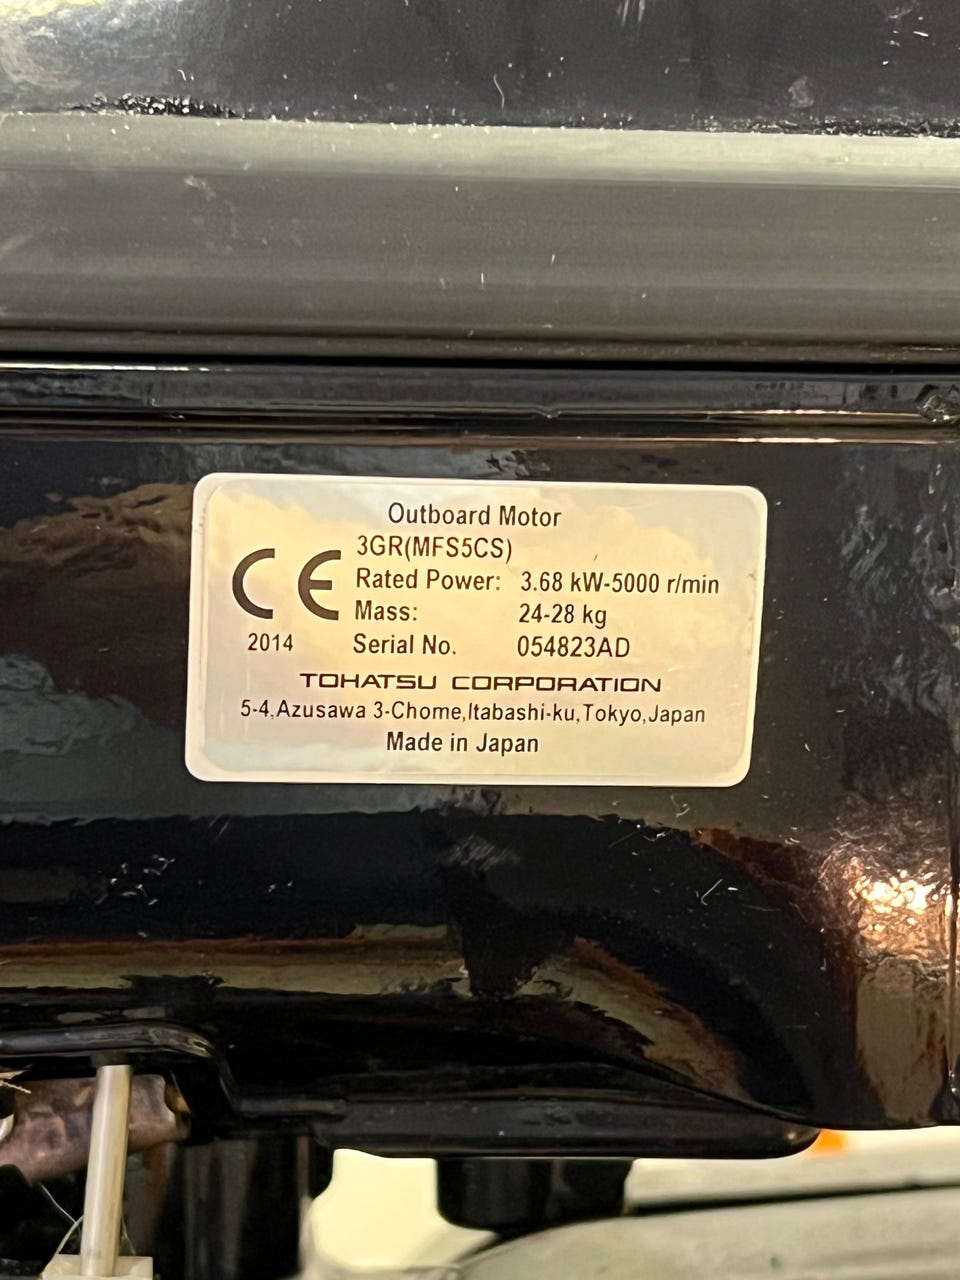 Outboard Motor
3GR(MFS5CS)
CE
Rated Power: 3.68 kW-5000 r/min
Mass: 24-28 kg
2014
Serial No. 054823AD
TOHATSU CORPORATION
5-4,Azusawa 3-Chome,Itabashi-ku,Tokyo,Japan
Made in Japan